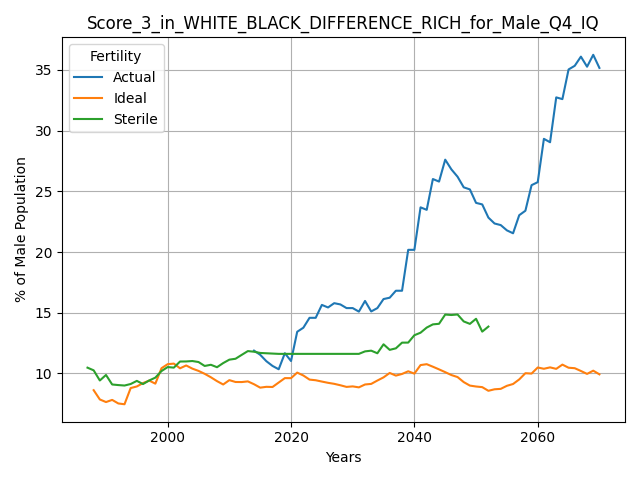 Score_3_in_WHITE_BLACK_DIFFERENCE_RICH_for_Male_Q4_IQ
Fertility
Actual
Ideal
Sterile
% of Male Population
35
30
25
20
15
10
2000
2020
2040
2060
Years